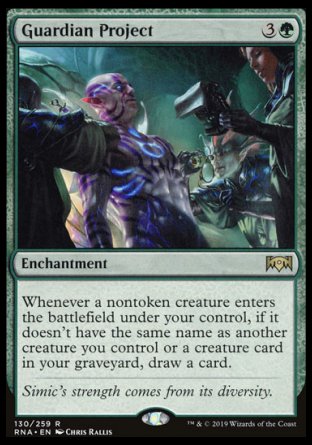 Guardian Project 3
Enchantment
Whenever a nontoken creature enters
the battlefield under your control, if it
doesn't have the same name as another
creature you control or a creature card
in your graveyard, draw a card.
Simic's strength comes from its diversity.
130/259 R
RNA • EN Chris Rallis
™ & © 2019 Wizards of the Coast